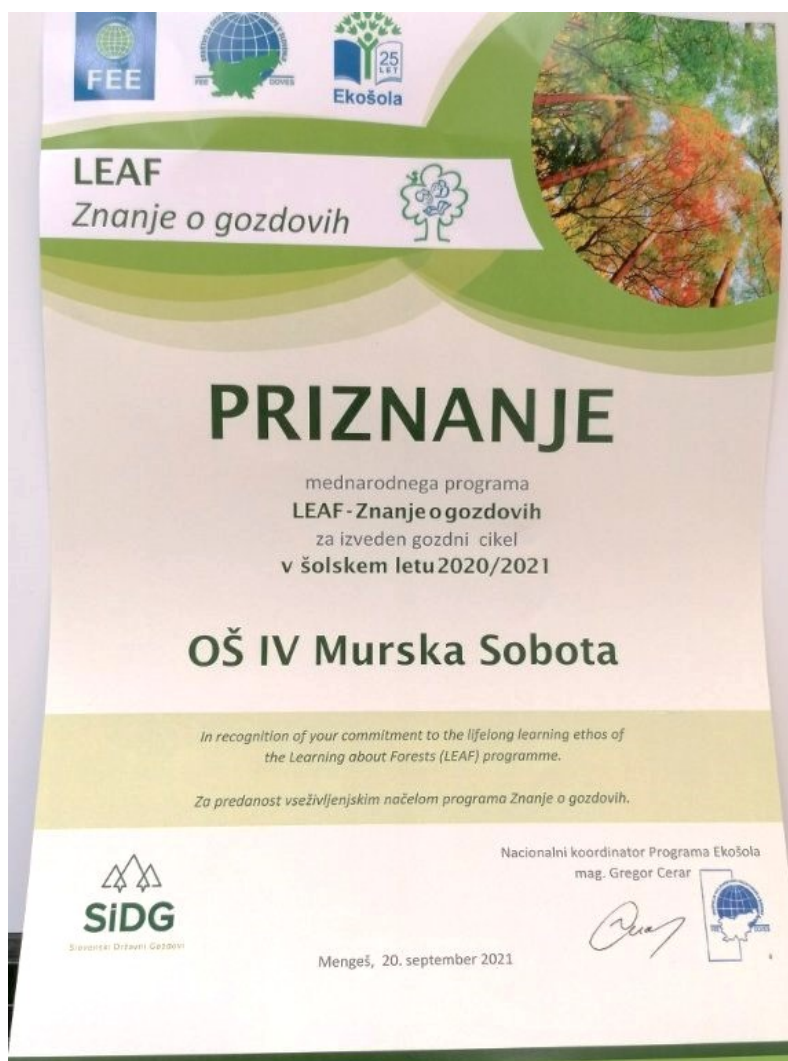 FEE
FEE DOVES
25
LET
Ekošola
LEAF
Znanje o gozdovih
PRIZNANJE
mednarodnega programa
LEAF - Znanje o gozdovih
za izveden gozdni cikel
v šolskem letu 2020/2021
OŠ IV Murska Sobota
In recognition of your commitment to the lifelong learning ethos of
the Learning about Forests (LEAF) programme.
Za predanost vseživljenjskim načelom programa Znanje o gozdovih.
Nacionalni koordinator Programa Ekošola
mag. Gregor Cerar
SiDG
Slovenski Državni Gozdovi
Mengeš, 20. september 2021